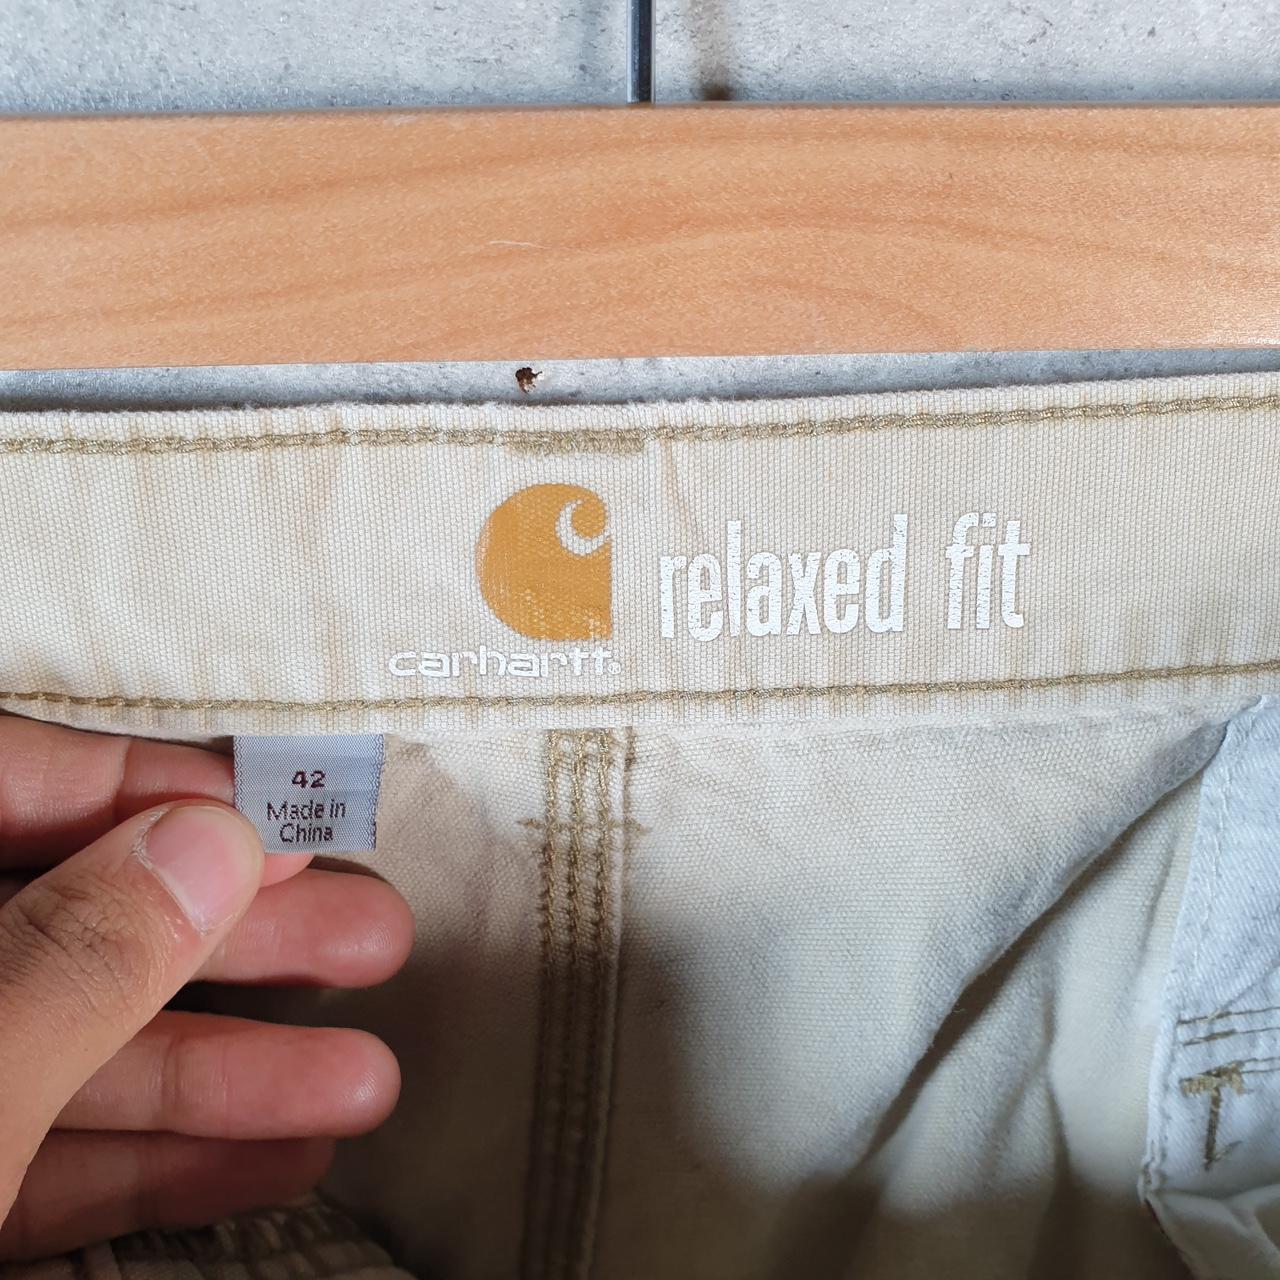 relaxed fit
carhartt®
42
Made in
China